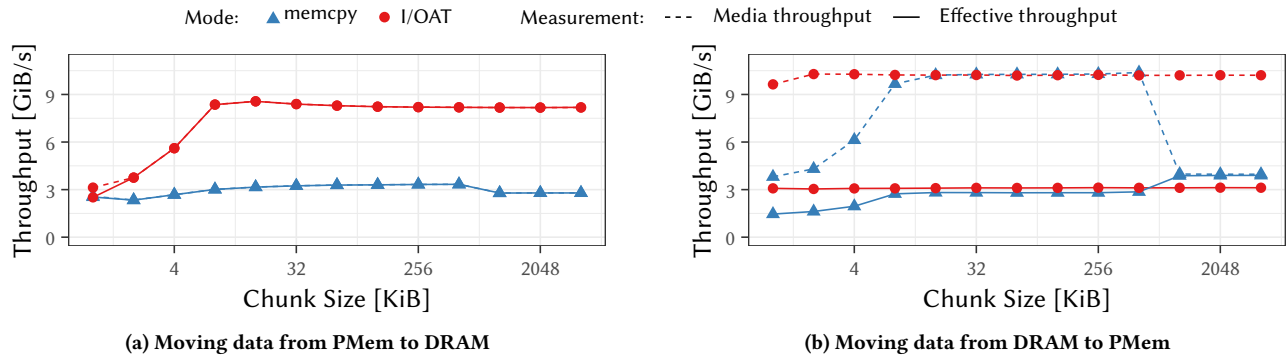 Mode: memcpy I/OAT Measurement: Media throughput Effective throughput
Throughput [GiB/s]
9
6
3
0
4 32 256 2048
Chunk Size [KiB]
(a) Moving data from PMem to DRAM
Throughput [GiB/s]
9
6
3
0
4 32 256 2048
Chunk Size [KiB]
(b) Moving data from DRAM to PMem